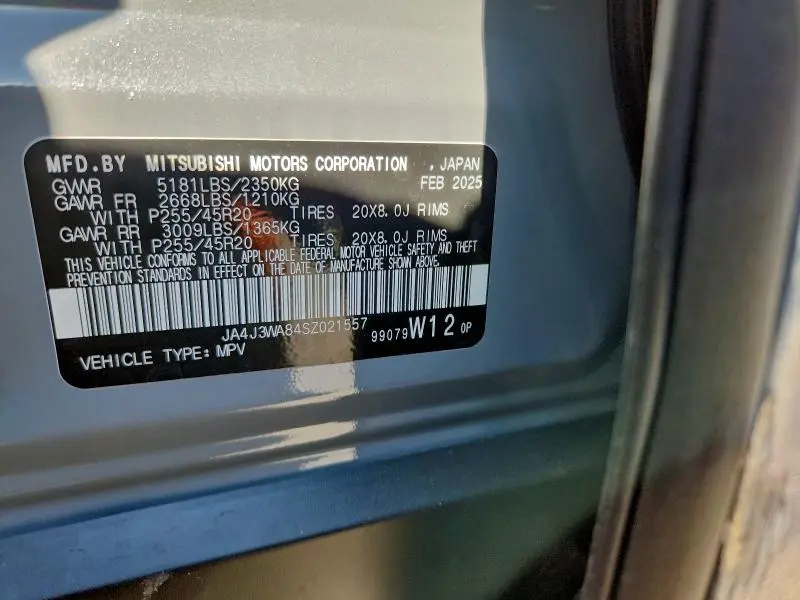 MFD.BY MITSUBISHI MOTORS CORPORATION , JAPAN
GVWR 5181LBS/2350KG FEB 2025
GAWR FR 2668LBS/1210KG
WITH P255/45R20 TIRES 20X8.0J RIMS
GAWR RR 3009LBS/1365KG
WITH P255/45R20 TIRES 20X8.0J RIMS
THIS VEHICLE CONFORMS TO ALL APPLICABLE FEDERAL MOTOR VEHICLE SAFETY AND THEFT
PREVENTION STANDARDS IN EFFECT ON THE DATE OF MANUFACTURE SHOWN ABOVE.
JA4J3WA84SZ021557
99079 W12 0P
VEHICLE TYPE: MPV